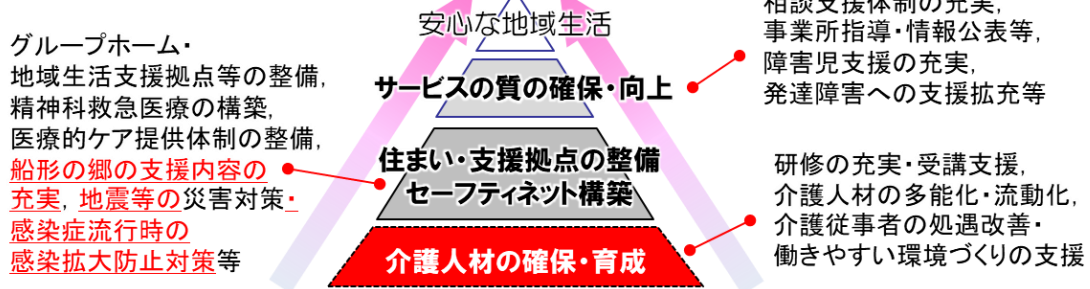 安心な地域生活
グループホーム・
地域生活支援拠点等の整備,
精神科救急医療の構築,
医療的ケア提供体制の整備,
船形の郷の支援内容の
充実, 地震等の災害対策・
感染症流行時の
感染拡大防止対策等
サービスの質の確保・向上
住まい・支援拠点の整備
セーフティネット構築
介護人材の確保・育成
相談支援体制の充実,
事業所指導・情報公表等,
障害児支援の充実,
発達障害への支援拡充等
研修の充実・受講支援,
介護人材の多能化・流動化,
介護従事者の処遇改善・
働きやすい環境づくりの支援